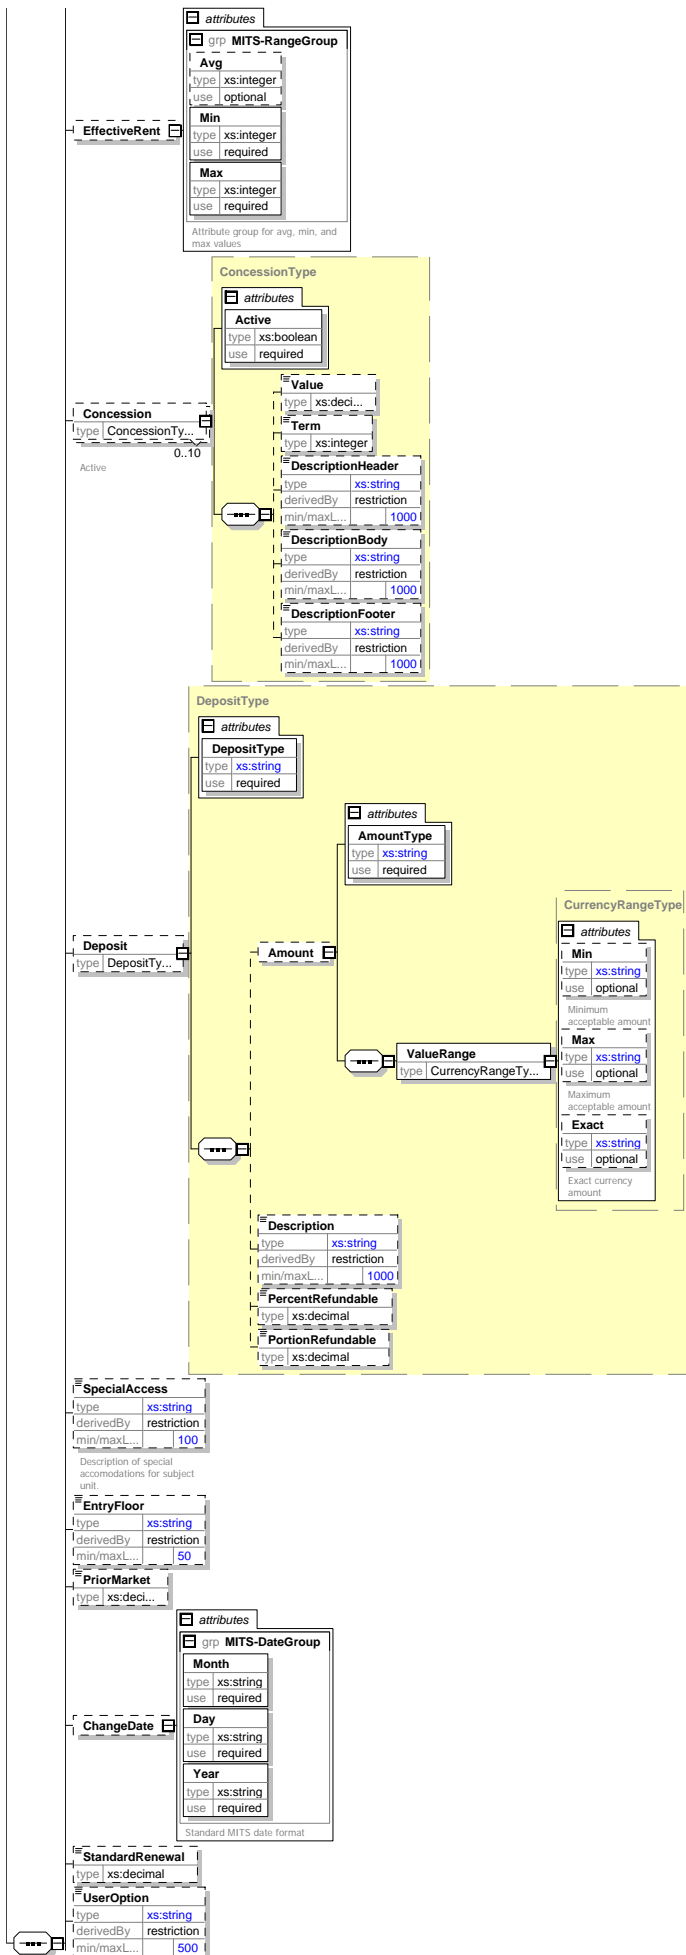 attributes
grp MITS-RangeGroup
Avg
type xs:integer
use optional
Min
type xs:integer
use required
Max
type xs:integer
use required
Attribute group for avg, min, and
max values
EffectiveRent
ConcessionType
attributes
Active
type xs:boolean
use required
Concession
type ConcessionTy...
0..10
Active
Value
type xs:deci...
Term
type xs:integer
DescriptionHeader
type xs:string
derivedBy restriction
min/maxL... 1000
DescriptionBody
type xs:string
derivedBy restriction
min/maxL... 1000
DescriptionFooter
type xs:string
derivedBy restriction
min/maxL... 1000
DepositType
attributes
DepositType
type xs:string
use required
Deposit
type DepositTy...
Amount
attributes
AmountType
type xs:string
use required
ValueRange
type CurrencyRangeTy...
CurrencyRangeType
attributes
Min
type xs:string
use optional
Minimum
acceptable amount
Max
type xs:string
use optional
Maximum
acceptable amount
Exact
type xs:string
use optional
Exact currency
amount
Description
type xs:string
derivedBy restriction
min/maxL... 1000
PercentRefundable
type xs:decimal
PortionRefundable
type xs:decimal
SpecialAccess
type xs:string
derivedBy restriction
min/maxL... 100
Description of special
accomodations for subject
unit.
EntryFloor
type xs:string
derivedBy restriction
min/maxL... 50
PriorMarket
type xs:deci...
ChangeDate
attributes
grp MITS-DateGroup
Month
type xs:string
use required
Day
type xs:string
use required
Year
type xs:string
use required
Standard MITS date format
StandardRenewal
type xs:decimal
UserOption
type xs:string
derivedBy restriction
min/maxL... 500